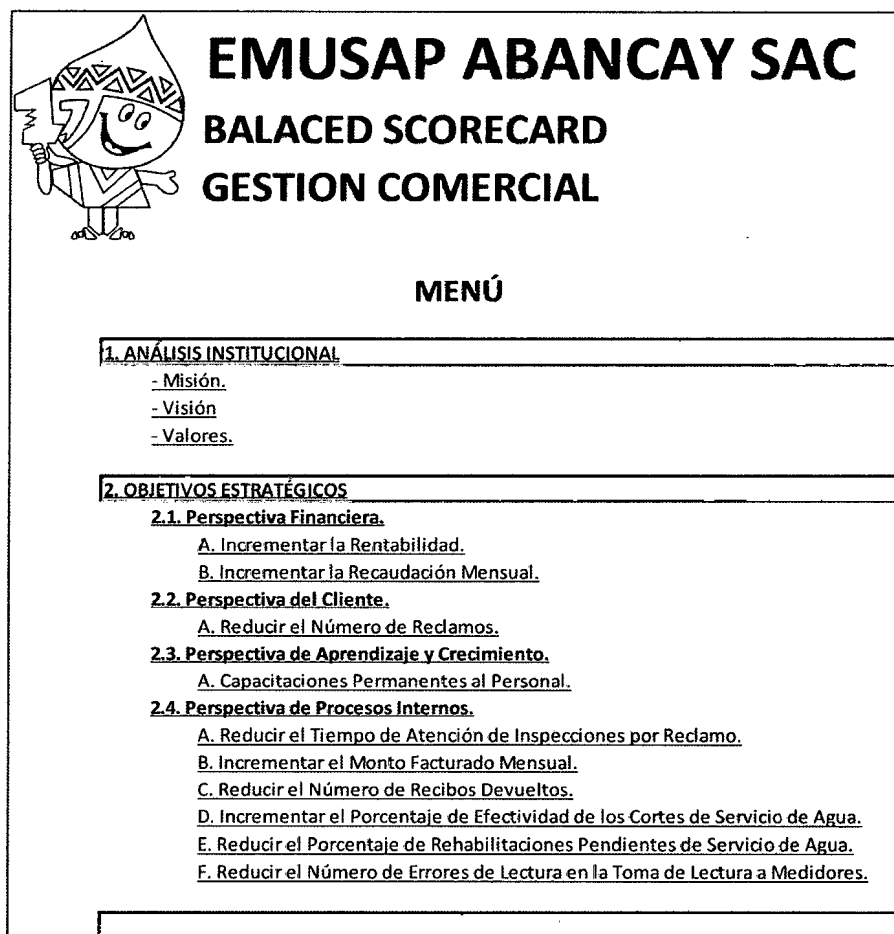 EMUSAP ABANCAY SAC
BALACED SCORECARD
GESTION COMERCIAL
MENÚ
1. ANÁLISIS INSTITUCIONAL
- Misión.
- Visión
- Valores.
2. OBJETIVOS ESTRATÉGICOS
2.1. Perspectiva Financiera.
A. Incrementar la Rentabilidad.
B. Incrementar la Recaudación Mensual.
2.2. Perspectiva del Cliente.
A. Reducir el Número de Reclamos.
2.3. Perspectiva de Aprendizaje y Crecimiento.
A. Capacitaciones Permanentes al Personal.
2.4. Perspectiva de Procesos Internos.
A. Reducir el Tiempo de Atención de Inspecciones por Reclamo.
B. Incrementar el Monto Facturado Mensual.
C. Reducir el Número de Recibos Devueltos.
D. Incrementar el Porcentaje de Efectividad de los Cortes de Servicio de Agua.
E. Reducir el Porcentaje de Rehabilitaciones Pendientes de Servicio de Agua.
F. Reducir el Número de Errores de Lectura en la Toma de Lectura a Medidores.